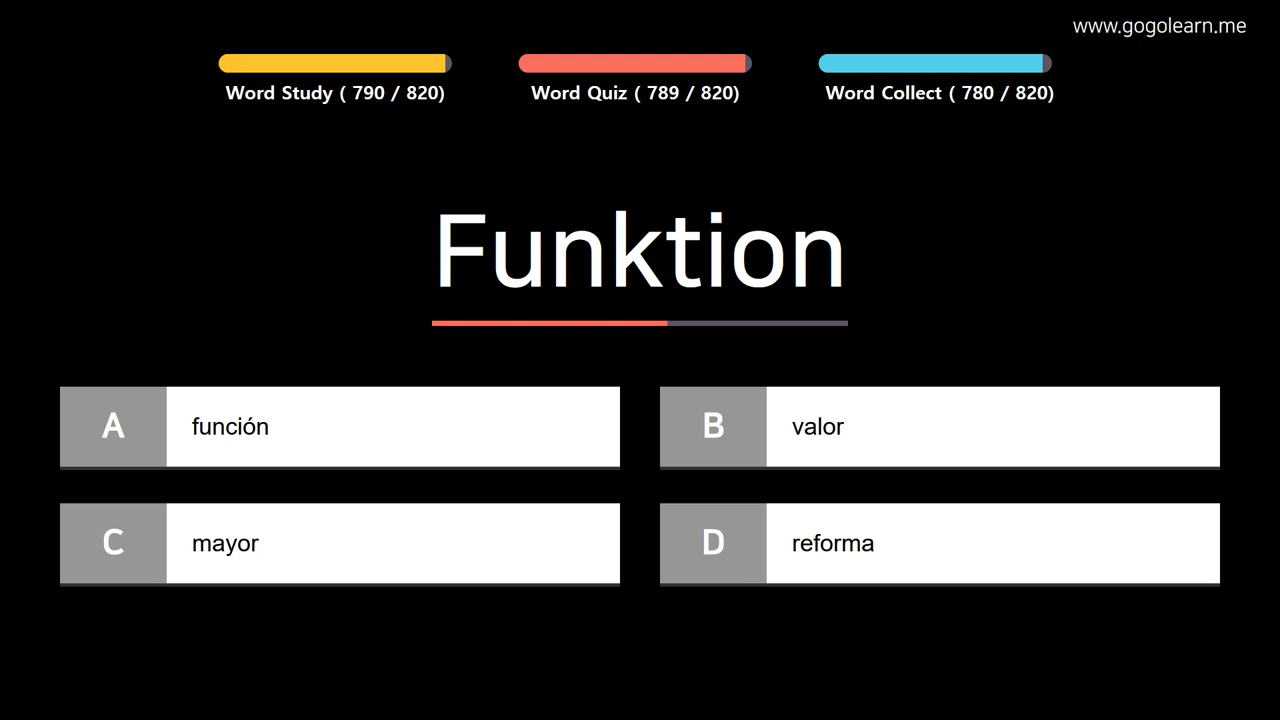 www.gogolearn.me
Word Study ( 790 / 820)
Word Quiz ( 789 / 820)
Word Collect ( 780 / 820)
Funktion
A función
B valor
C mayor
D reforma